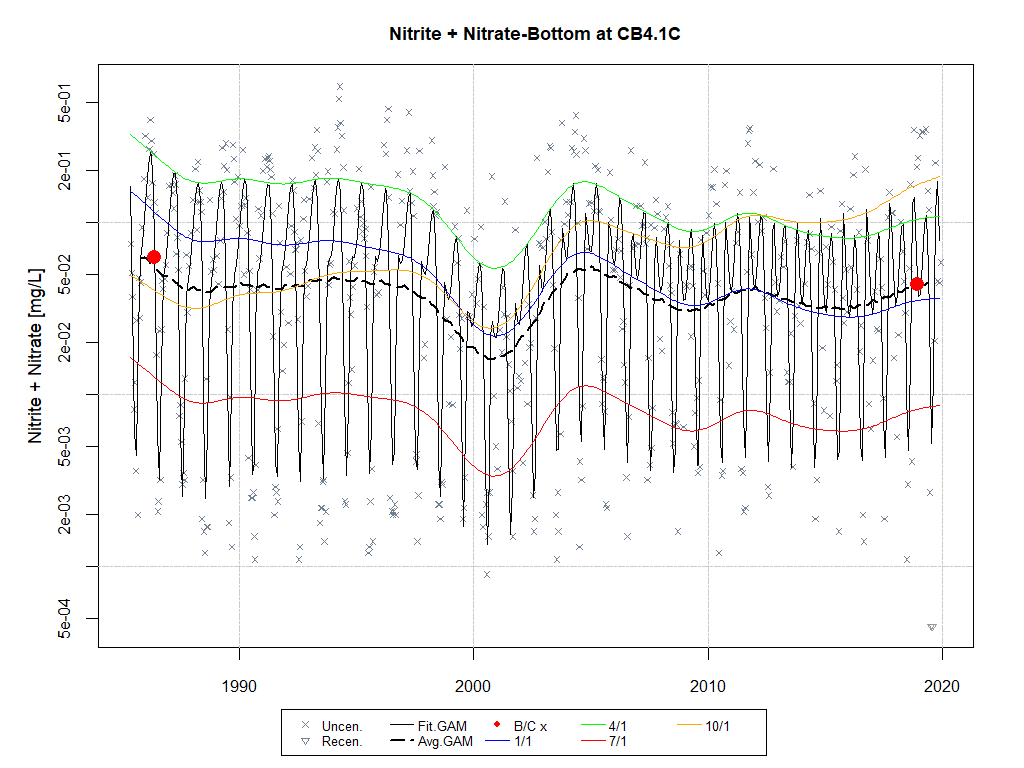 Nitrite + Nitrate-Bottom at CB4.1C
Nitrite + Nitrate [mg/L]
5e-01
2e-01
5e-02
2e-02
5e-03
2e-03
5e-04
1990 2000 2010 2020
Uncen. Fit.GAM B/C x 4/1 10/1
Recen. Avg.GAM 1/1 7/1